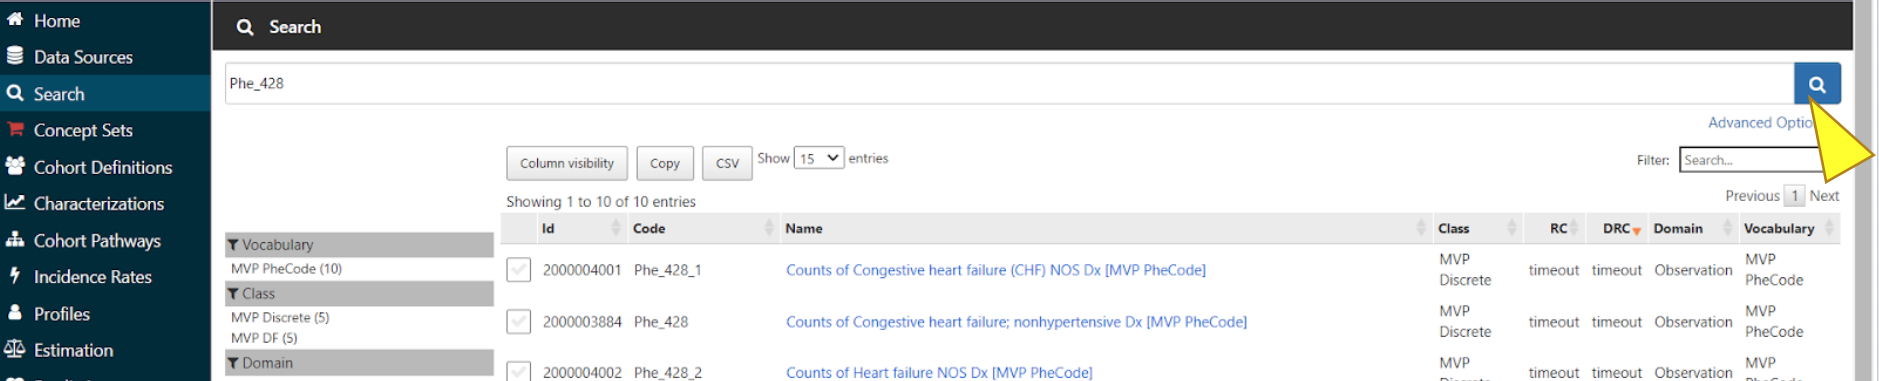 Home
Data Sources
Search
Concept Sets
Cohort Definitions
Characterizations
Cohort Pathways
Incidence Rates
Profiles
Estimation
Search
Phe_428
Advanced
Column visibility Copy CSV Show 15 entries
Filter: Search...
Showing 1 to 10 of 10 entries
Previous 1 Next
Vocabulary
MVP PheCode (10)
Class
MVP Discrete (5)
MVP DF (5)
Domain
Id Code Name Class RC DRC Domain Vocabulary
2000004001 Phe_428_1 Counts of Congestive heart failure (CHF) NOS Dx [MVP PheCode] MVP Discrete timeout timeout Observation MVP PheCode
2000003884 Phe_428 Counts of Congestive heart failure; nonhypertensive Dx [MVP PheCode] MVP Discrete timeout timeout Observation MVP PheCode
2000004002 Phe_428_2 Counts of Heart failure NOS Dx [MVP PheCode] MVP timeout timeout Observation MVP